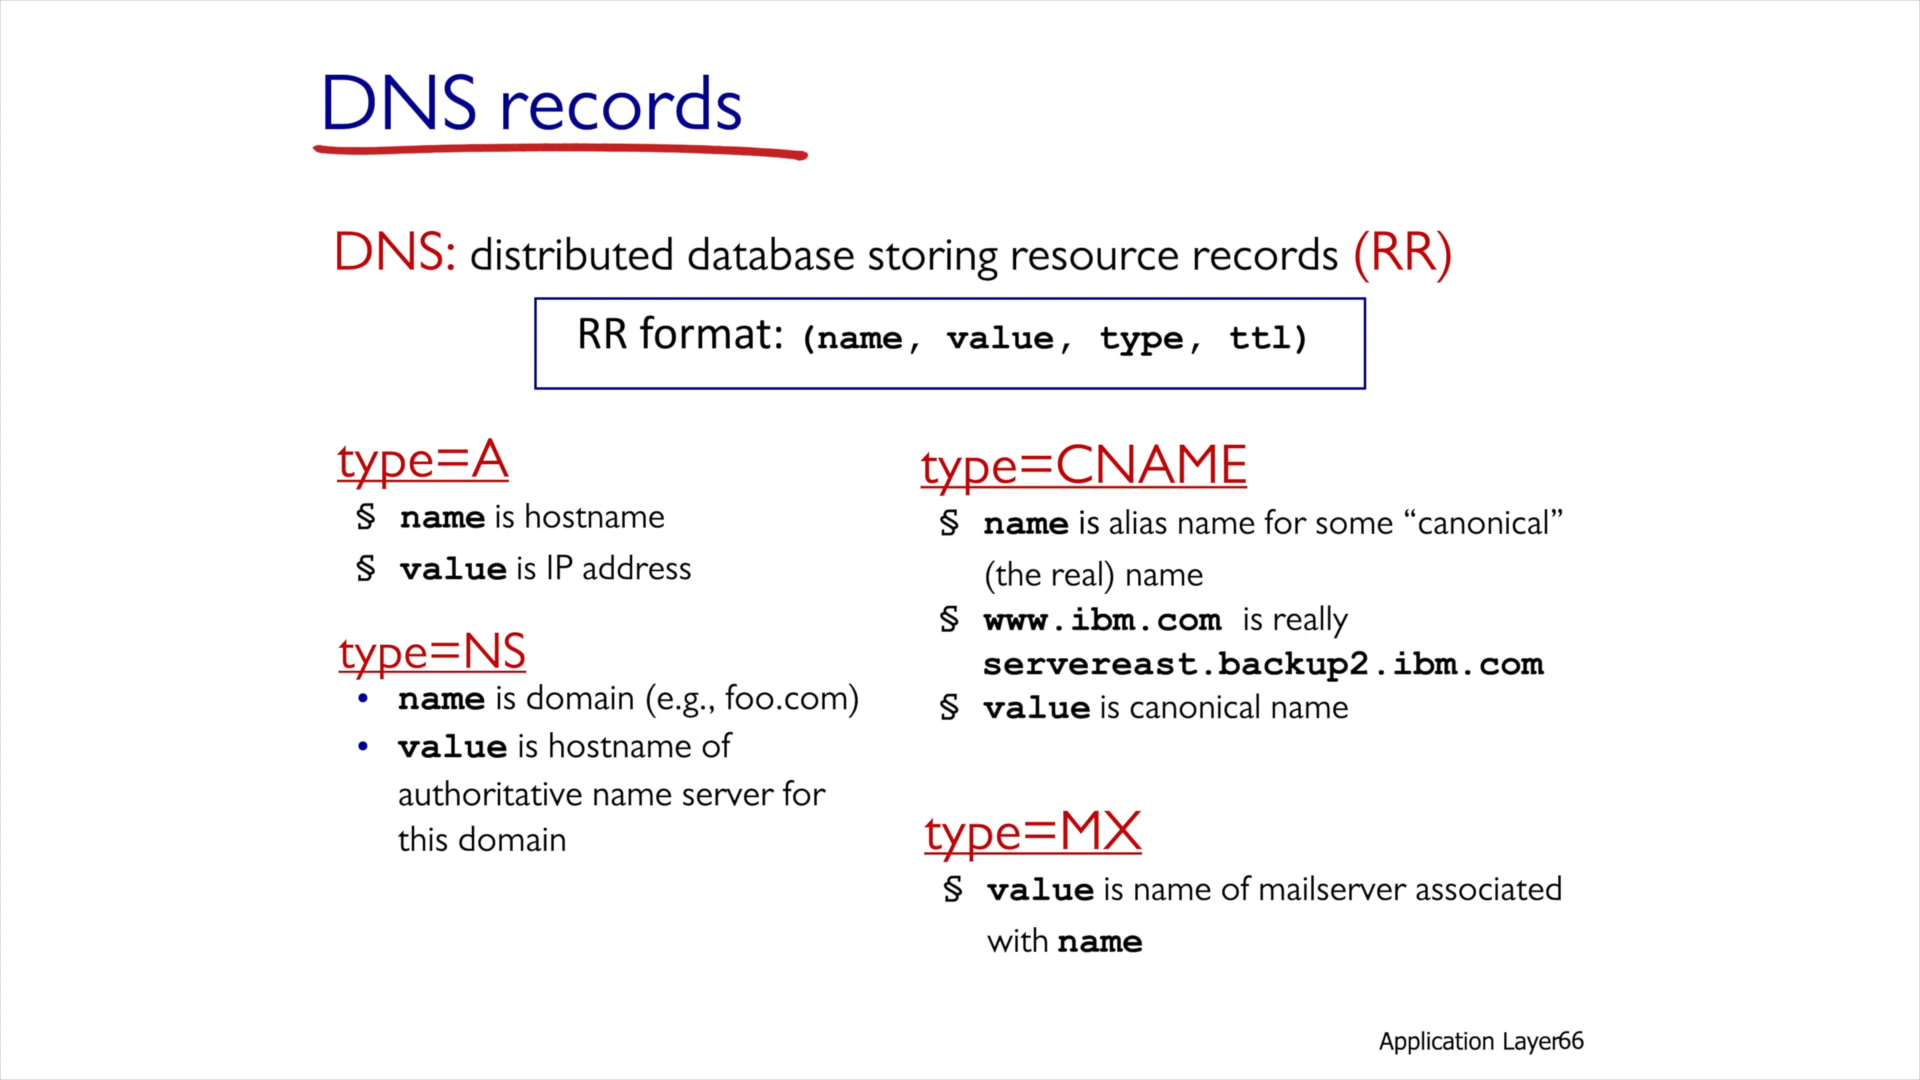 DNS records
DNS: distributed database storing resource records (RR)
RR format: (name, value, type, ttl)
type=A
§ name is hostname
§ value is IP address
type=NS
• name is domain (e.g., foo.com)
• value is hostname of
authoritative name server for
this domain
type=CNAME
§ name is alias name for some “canonical”
(the real) name
§ www.ibm.com is really
servereast.backup2.ibm.com
§ value is canonical name
type=MX
§ value is name of mailserver associated
with name
Application Layer66